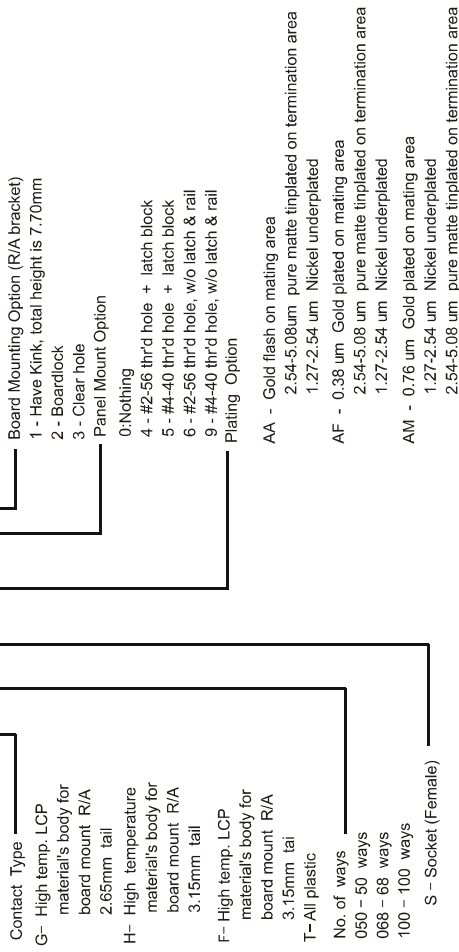 Contact Type
G– High temp. LCP
material's body for
board mount R/A
2.65mm tail
H– High temperature
material's body for
board mount R/A
3.15mm tail
F– High temp. LCP
material's body for
board mount R/A
3.15mm tai
T– All plastic
No. of ways
050 – 50 ways
068 – 68 ways
100 – 100 ways
S – Socket (Female)
Board Mounting Option (R/A bracket)
1 - Have Kink, total height is 7.70mm
2 - Boardlock
3 - Clear hole
Panel Mount Option
0:Nothing
4 - #2-56 thr'd hole + latch block
5 - #4-40 thr'd hole + latch block
6 - #2-56 thr'd hole, w/o latch & rail
9 - #4-40 thr'd hole, w/o latch & rail
Plating Option
AA - Gold flash on mating area
2.54-5.08um pure matte tinplated on termination area
1.27-2.54 um Nickel underplated
AF - 0.38 um Gold plated on mating area
2.54-5.08 um pure matte tinplated on termination area
1.27-2.54 um Nickel underplated
AM - 0.76 um Gold plated on mating area
1.27-2.54 um Nickel underplated
2.54-5.08 um pure matte tinplated on termination area